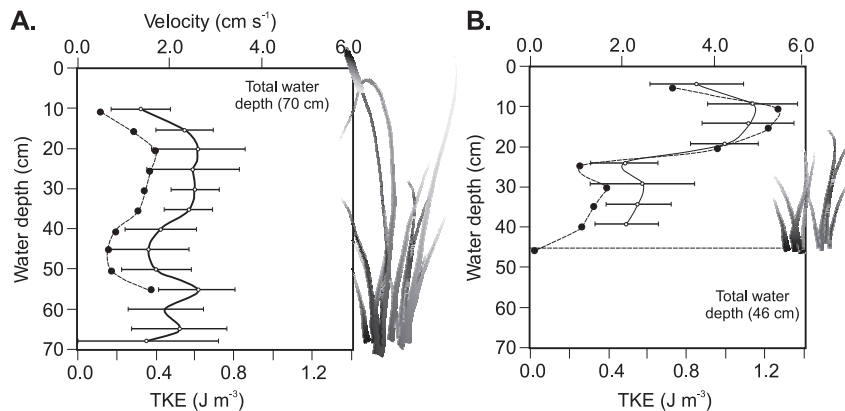 A.
Velocity (cm s⁻¹)
0.0 2.0 4.0 6.0
Water depth (cm)
0
10
20
30
40
50
60
70
Total water
depth (70 cm)
0.0 0.4 0.8 1.2
TKE (J m⁻³)
B.
0.0 2.0 4.0 6.0
Water depth (cm)
0
10
20
30
40
50
60
70
Total water
depth (46 cm)
0.0 0.4 0.8 1.2
TKE (J m⁻³)